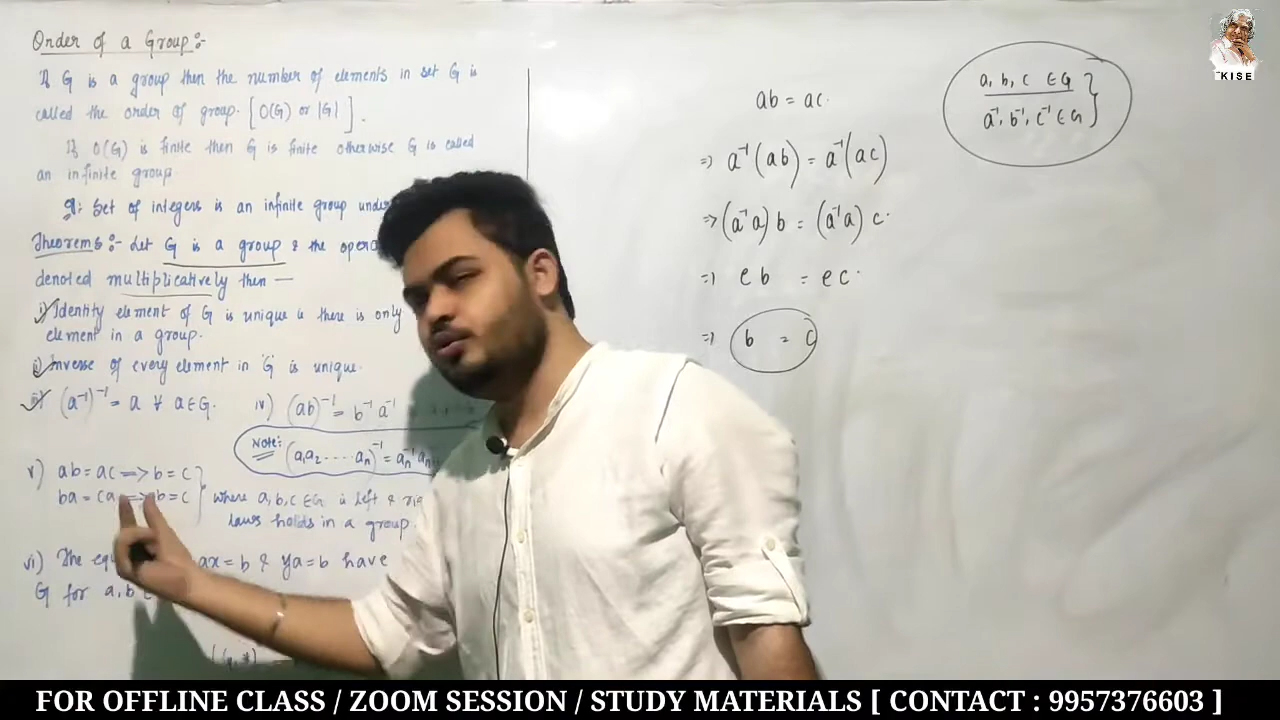 Order of a Group:-
If G is a group then the number of elements in set G is
called the order of group. [O(G) or |G|].
If O(G) is finite then G is finite otherwise G is called
an infinite group.
Set of integers is an infinite group under
Theorems:- Let G is a group & the
denoted multiplicatively then —
i) Identity element of G is unique is there is only
element in a group.
ii) Inverse of every element in 'G' is unique.
iii) (a⁻¹)⁻¹ = a ∀ a∈G.
iv) (ab)⁻¹ = b⁻¹ a⁻¹
Note: (a₁a₂ ..... aₙ)⁻¹ = aₙ⁻¹
v) ab = ac => b = c
ba = ca => b = c } where a, b, c ∈ G is left &
laws holds in a group.
vi) The ax = b & ya = b have
G for a, b
ab = ac.
=> a⁻¹(ab) = a⁻¹(ac)
=> (a⁻¹a) b = (a⁻¹a) c.
=> eb = ec.
=> b = c
a, b, c ∈ G
a⁻¹, b⁻¹, c⁻¹ ∈ G }
KISE
FOR OFFLINE CLASS / ZOOM SESSION / STUDY MATERIALS [ CONTACT : 9957376603 ]